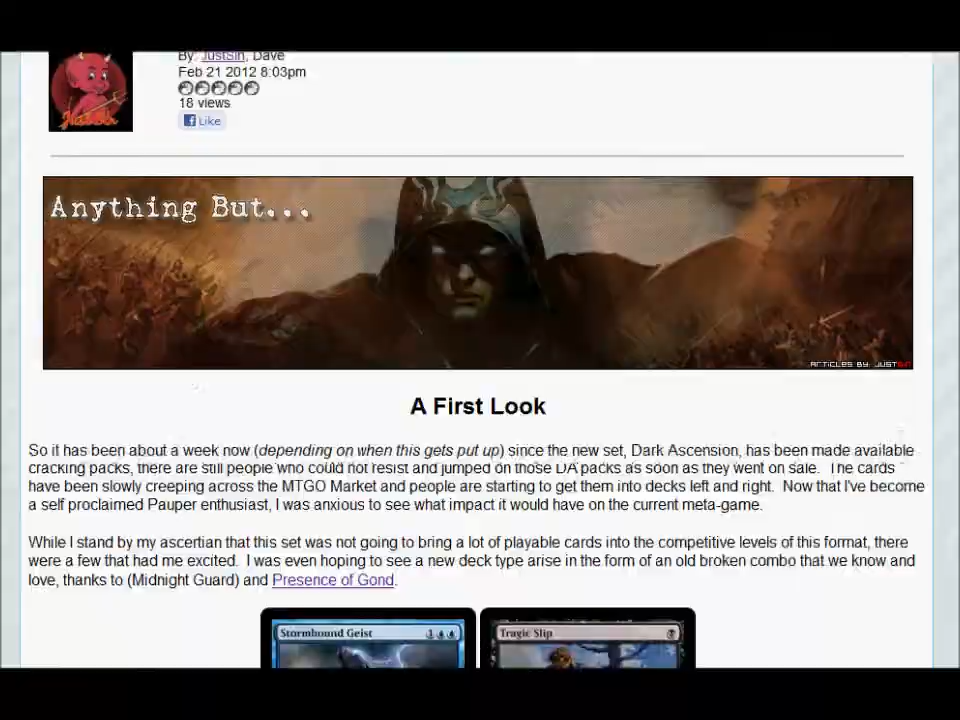 By: JustSin, Dave
Feb 21 2012 8:03pm
18 views
Like
Anything But...
ARTICLES BY: JUSTSIN
A First Look
So it has been about a week now (depending on when this gets put up) since the new set, Dark Ascension, has been made available
cracking packs, there are still people who could not resist and jumped on those DA packs as soon as they went on sale.  The cards
have been slowly creeping across the MTGO Market and people are starting to get them into decks left and right.  Now that I've become
a self proclaimed Pauper enthusiast, I was anxious to see what impact it would have on the current meta-game.
While I stand by my ascertian that this set was not going to bring a lot of playable cards into the competitive levels of this format, there
were a few that had me excited.  I was even hoping to see a new deck type arise in the form of an old broken combo that we know and
love, thanks to (Midnight Guard) and Presence of Gond.
Stormbound Geist 1
Tragic Slip